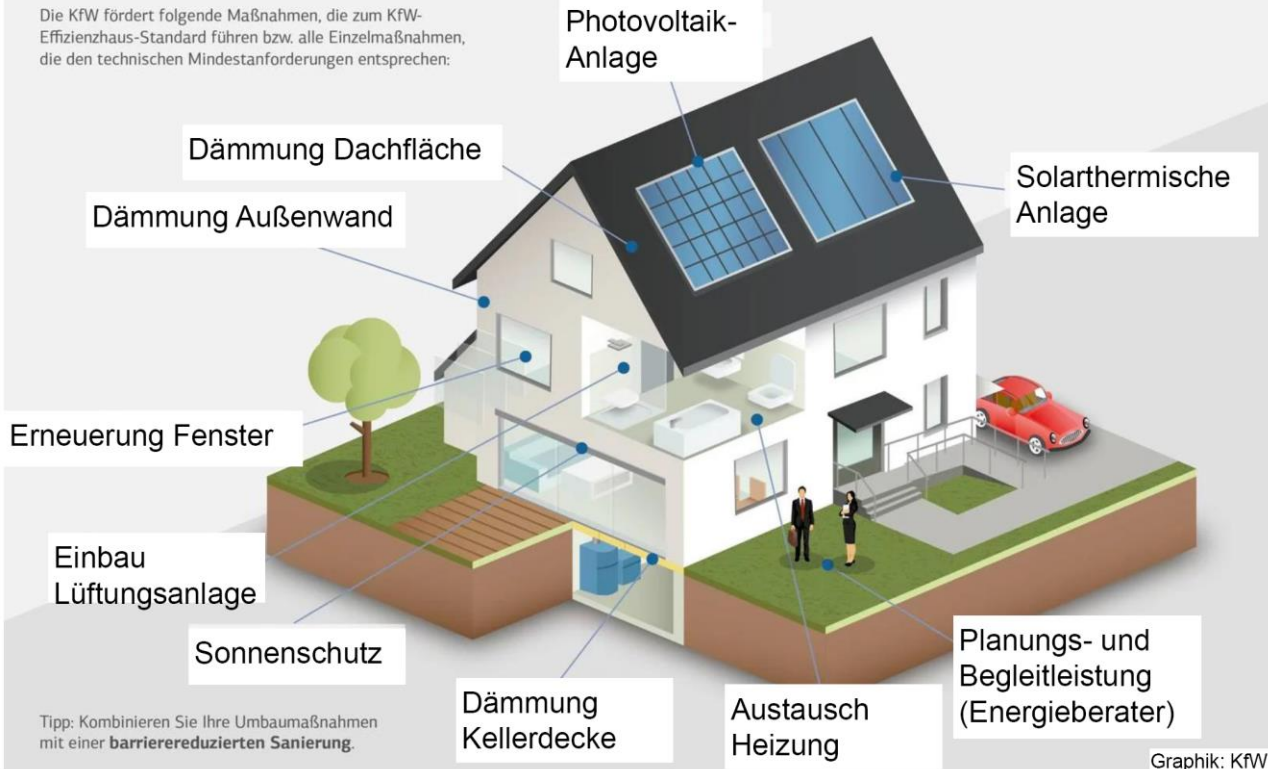 Die KfW fördert folgende Maßnahmen, die zum KfW-
Effizienzhaus-Standard führen bzw. alle Einzelmaßnahmen,
die den technischen Mindestanforderungen entsprechen:
Photovoltaik-
Anlage
Dämmung Dachfläche
Solarthermische
Anlage
Dämmung Außenwand
Erneuerung Fenster
Einbau
Lüftungsanlage
Sonnenschutz
Dämmung
Kellerdecke
Austausch
Heizung
Planungs- und
Begleitleistung
(Energieberater)
Tipp: Kombinieren Sie Ihre Umbaumaßnahmen
mit einer barrierereduzierten Sanierung.
Graphik: KfW